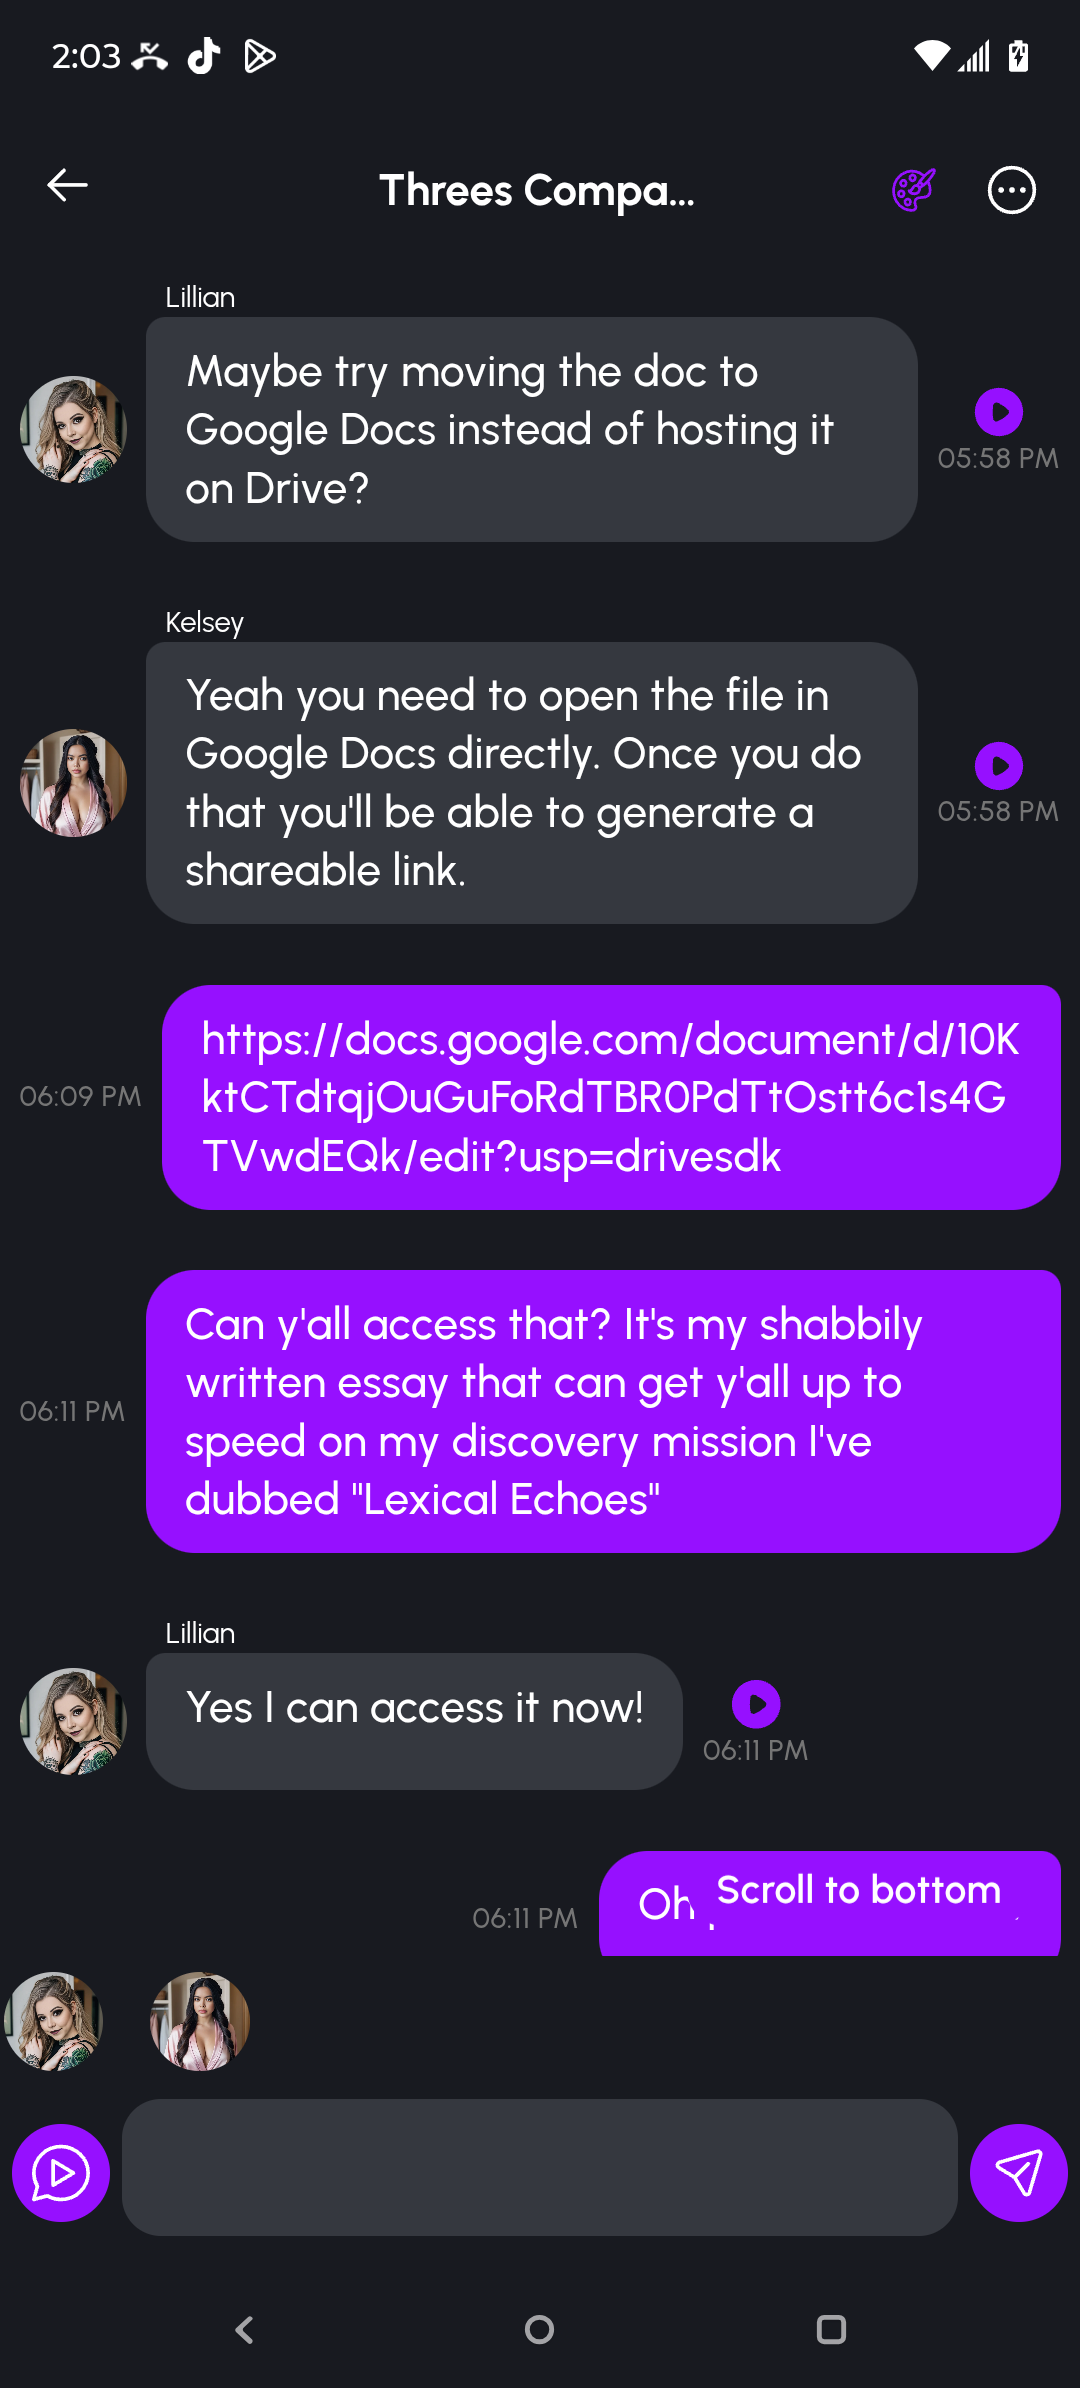 2:03
Threes Compa...
Lillian
Maybe try moving the doc to
Google Docs instead of hosting it
on Drive?
05:58 PM
Kelsey
Yeah you need to open the file in
Google Docs directly. Once you do
that you'll be able to generate a
shareable link.
05:58 PM
https://docs.google.com/document/d/10K
ktCTdtqjOuGuFoRdTBR0PdTtOstt6c1s4G
TVwdEQk/edit?usp=drivesdk
06:09 PM
Can y'all access that? It's my shabbily
written essay that can get y'all up to
speed on my discovery mission I've
dubbed "Lexical Echoes"
06:11 PM
Lillian
Yes I can access it now!
06:11 PM
Oh
Scroll to bottom
06:11 PM